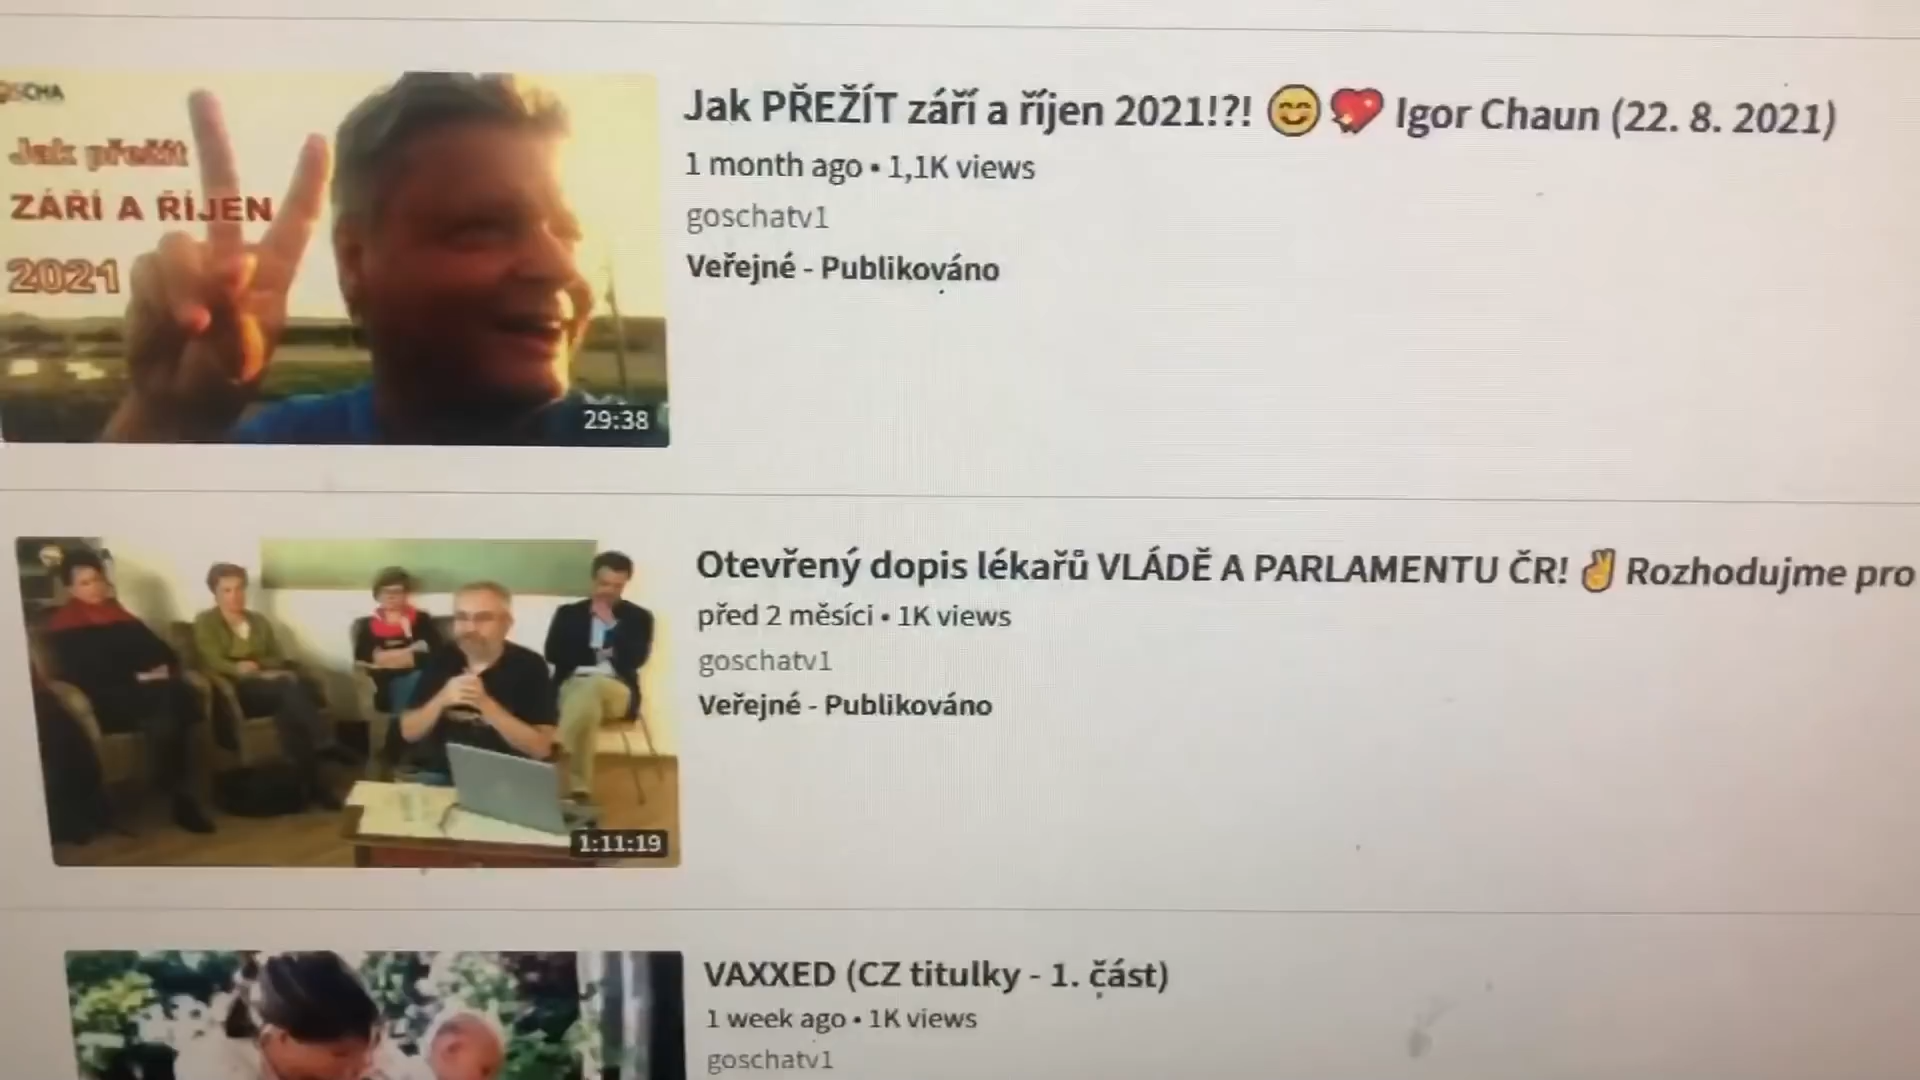 Jak přežít
ZÁŘÍ A ŘÍJEN
2021
29:38
Jak PŘEŽÍT září a říjen 2021!?! 😊💖 Igor Chaun (22. 8. 2021)
1 month ago • 1,1K views
goschatv1
Veřejné - Publikováno
1:11:19
Otevřený dopis lékařů VLÁDĚ A PARLAMENTU ČR! ✌ Rozhodujme pro
před 2 měsíci • 1K views
goschatv1
Veřejné - Publikováno
VAXXED (CZ titulky - 1. část)
1 week ago • 1K views
goschatv1